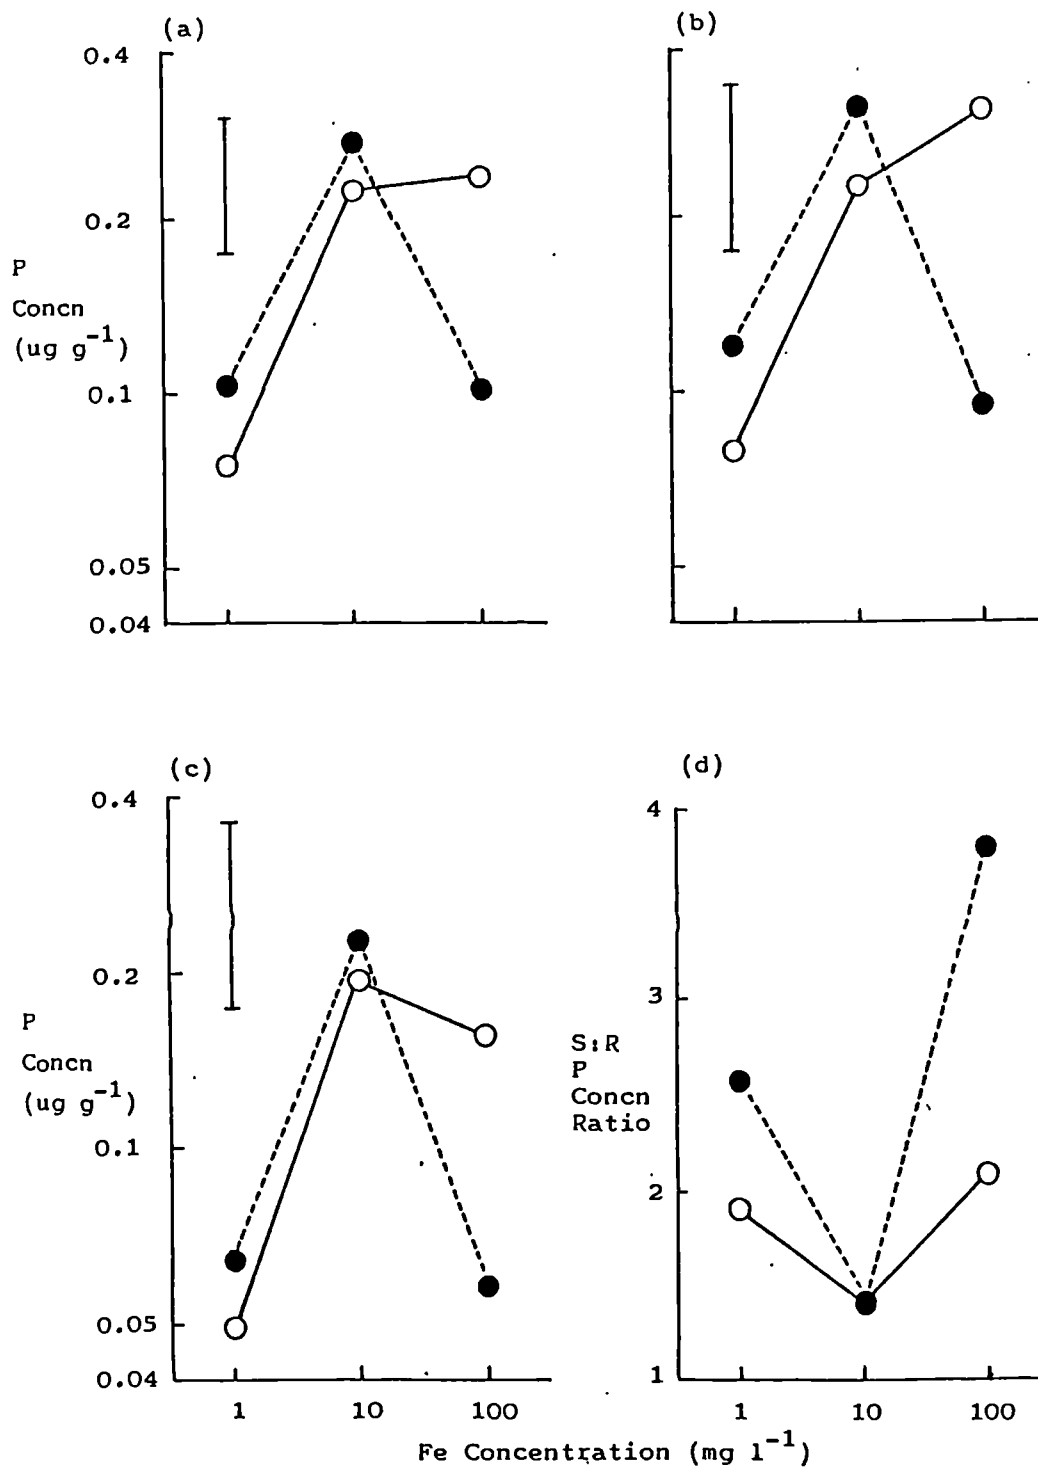 (a)
0.4
0.2
P
Concn
(ug g⁻¹)
0.1
0.05
0.04
(b)
(c)
0.4
0.2
P
Concn
(ug g⁻¹)
0.1
0.05
0.04
1 10 100
(d)
4
3
S:R
P
Concn
Ratio
2
1
1 10 100
Fe Concentration (mg l⁻¹)